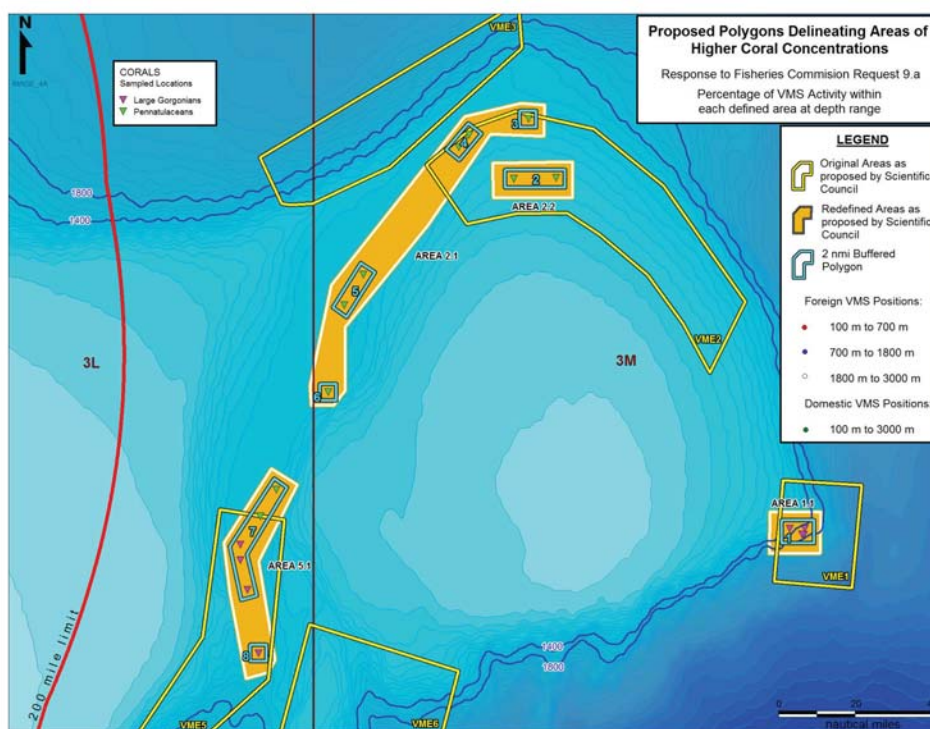 N
CORALS
Sampled Locations
Large Gorgonians
Pennatulaceans
Proposed Polygons Delineating Areas of
Higher Coral Concentrations
Response to Fisheries Commision Request 9.a
Percentage of VMS Activity within
each defined area at depth range
LEGEND
Original Areas as
proposed by Scientific
Council
Redefined Areas as
proposed by Scientific
Council
2 nmi Buffered
Polygon
Foreign VMS Positions:
100 m to 700 m
700 m to 1800 m
1800 m to 3000 m
Domestic VMS Positions
100 m to 3000 m
VME3
3
2
AREA 2.2
1800
1400
AREA 2.1
5
VME2
3L
3M
6
AREA 1.1
1
VME1
7
AREA 5.1
8
1400
1800
200 mile limit
VME5
VME6
0 20 40
nautical miles